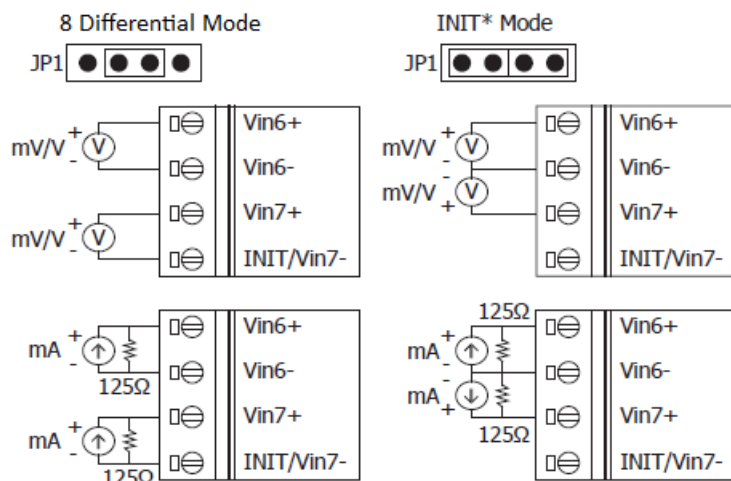 8 Differential Mode
JP1
mV/V + - V
mV/V + - V
Vin6+
Vin6-
Vin7+
INIT/Vin7-
mA + -
125Ω
mA + -
125Ω
Vin6+
Vin6-
Vin7+
INIT/Vin7-
INIT* Mode
JP1
mV/V + - V
mV/V - + V
Vin6+
Vin6-
Vin7+
INIT/Vin7-
125Ω
mA + -
mA - +
125Ω
Vin6+
Vin6-
Vin7+
INIT/Vin7-